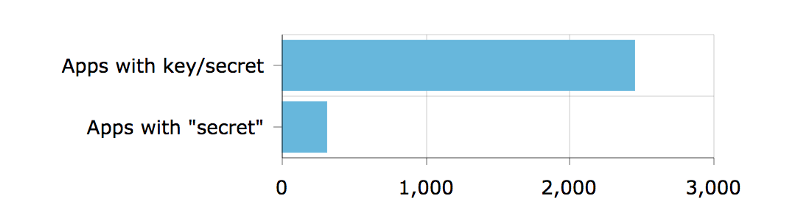 Apps with key/secret
Apps with "secret"
0 1,000 2,000 3,000